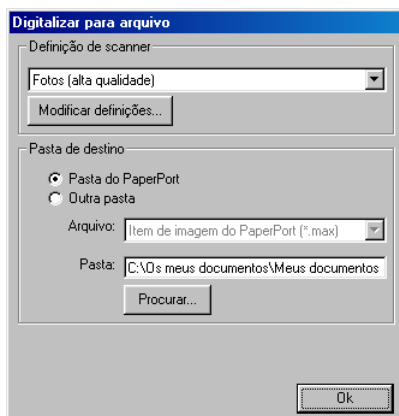 Digitalizar para arquivo
Definição de scanner
Fotos (alta qualidade)
Modificar definições...
Pasta de destino
Pasta do PaperPort
Outra pasta
Arquivo: Item de imagem do PaperPort (*.max)
Pasta: C:\Os meus documentos\Meus documentos
Procurar...
Ok